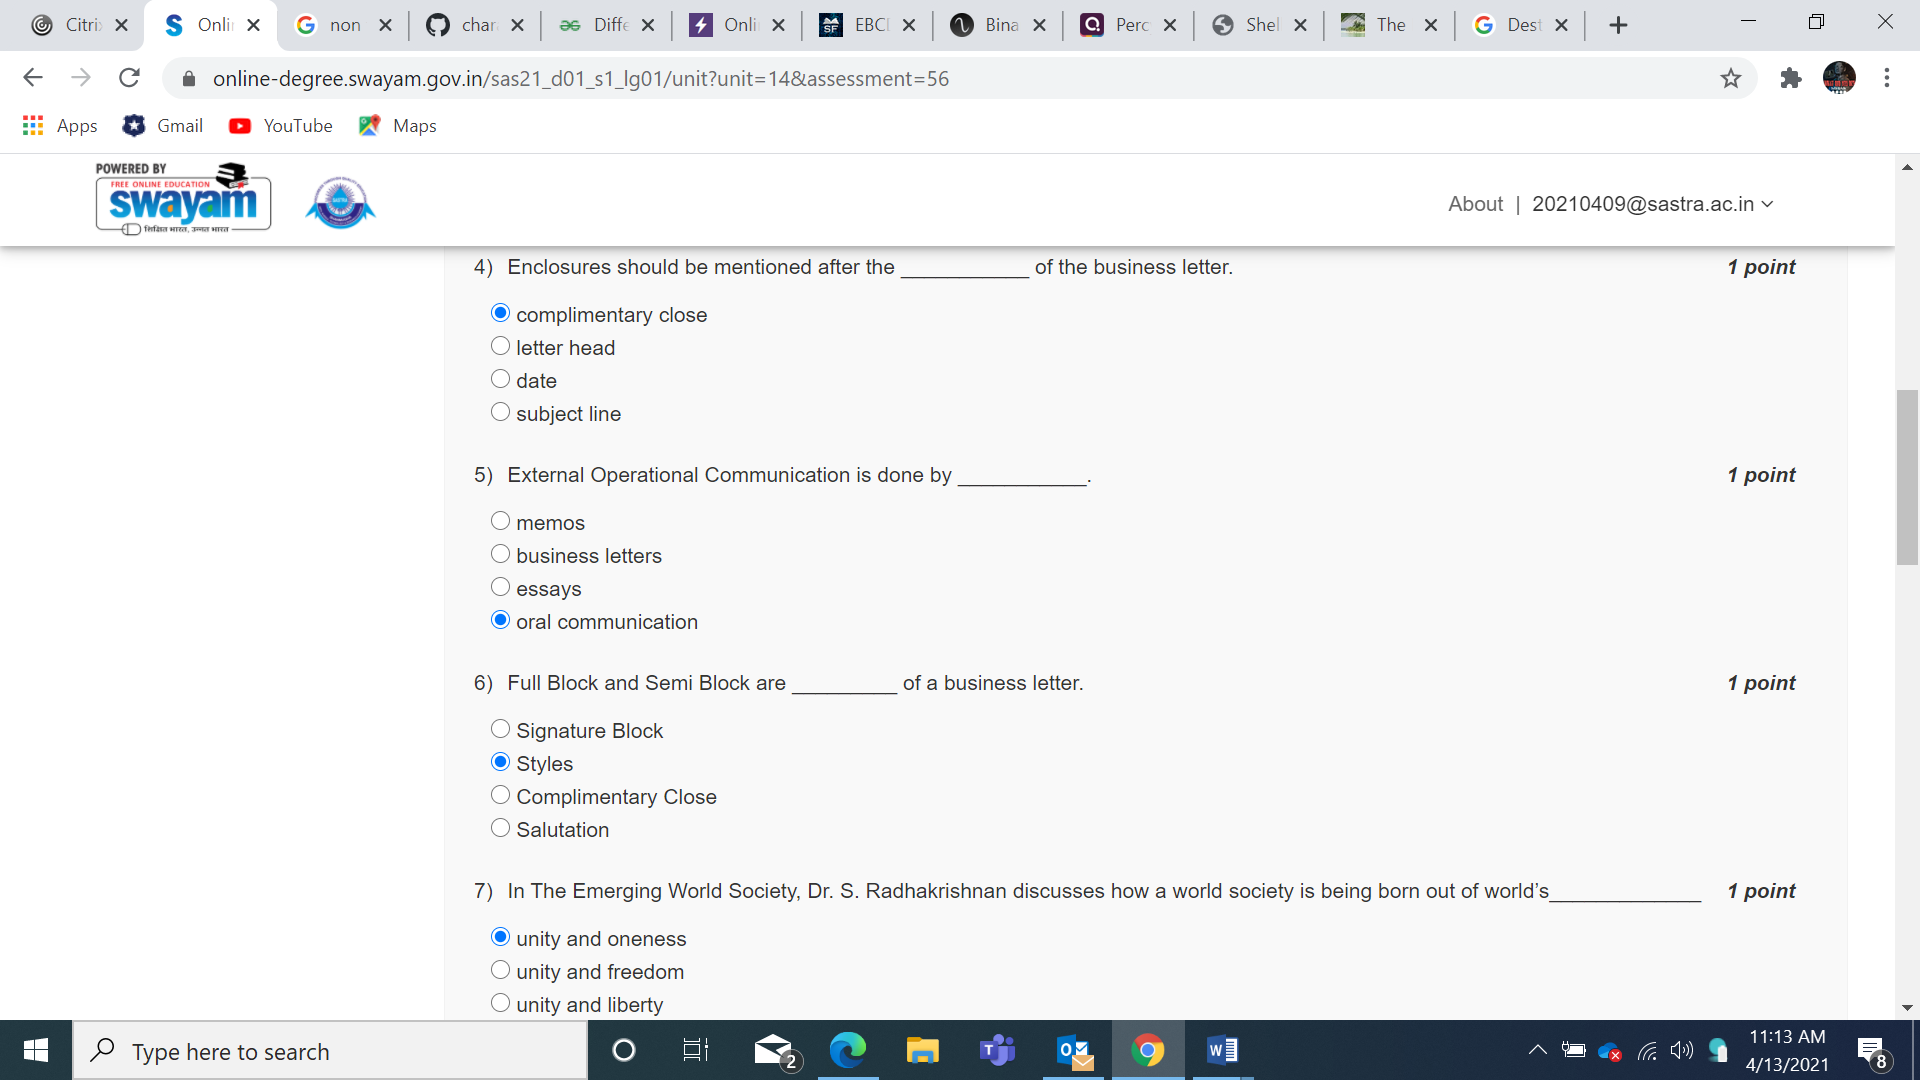 Citri
Onli
non
char
Diffe
Onli
EBCI
Bina
Perc
Shel
The
Dest
online-degree.swayam.gov.in/sas21_d01_s1_lg01/unit?unit=14&assessment=56
Apps Gmail YouTube Maps
POWERED BY
FREE ONLINE EDUCATION
swayam
शिक्षित भारत, उन्नत भारत
About | 20210409@sastra.ac.in
4) Enclosures should be mentioned after the ___________ of the business letter. 1 point
complimentary close
letter head
date
subject line
5) External Operational Communication is done by ___________. 1 point
memos
business letters
essays
oral communication
6) Full Block and Semi Block are _________ of a business letter. 1 point
Signature Block
Styles
Complimentary Close
Salutation
7) In The Emerging World Society, Dr. S. Radhakrishnan discusses how a world society is being born out of world's_____________ 1 point
unity and oneness
unity and freedom
unity and liberty
Type here to search
2
11:13 AM
4/13/2021
8